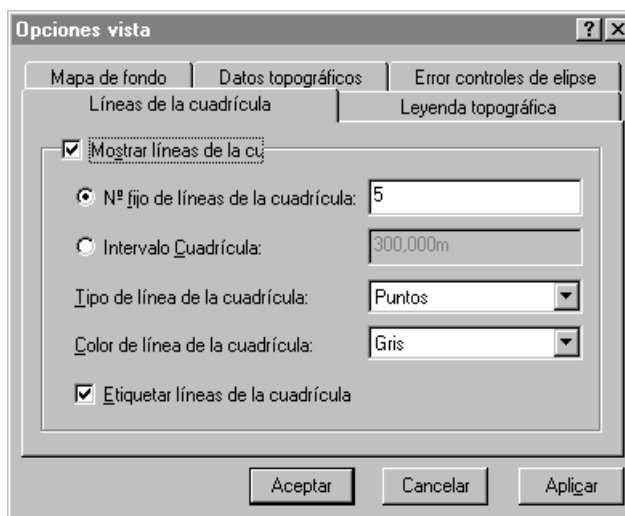 Opciones vista
Mapa de fondo Datos topográficos Error controles de elipse
Líneas de la cuadrícula Leyenda topográfica
Mostrar líneas de la cu
Nº fijo de líneas de la cuadrícula: 5
Intervalo Cuadrícula: 300,000m
Tipo de línea de la cuadrícula: Puntos
Color de línea de la cuadrícula: Gris
Etiquetar líneas de la cuadrícula
Aceptar Cancelar Aplicar